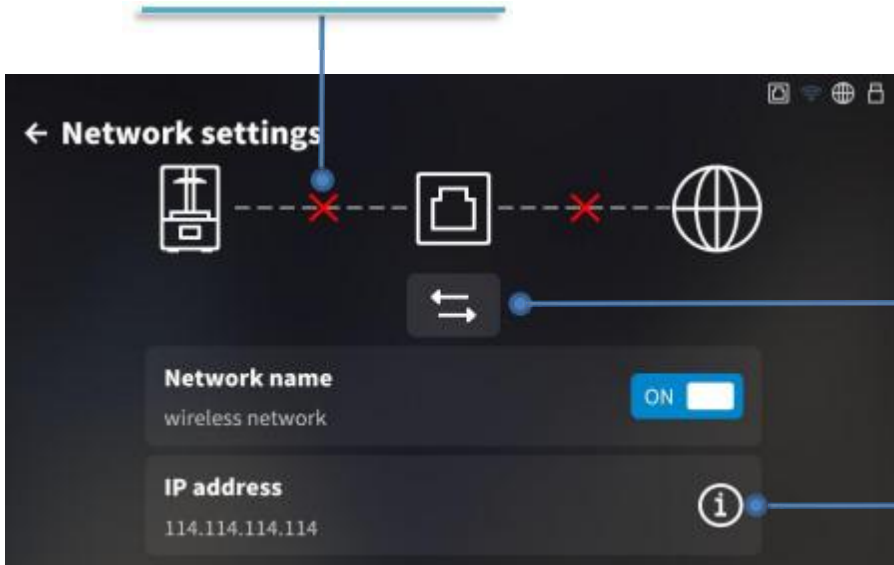 ← Network settings
Network name
wireless network
ON
IP address
114.114.114.114